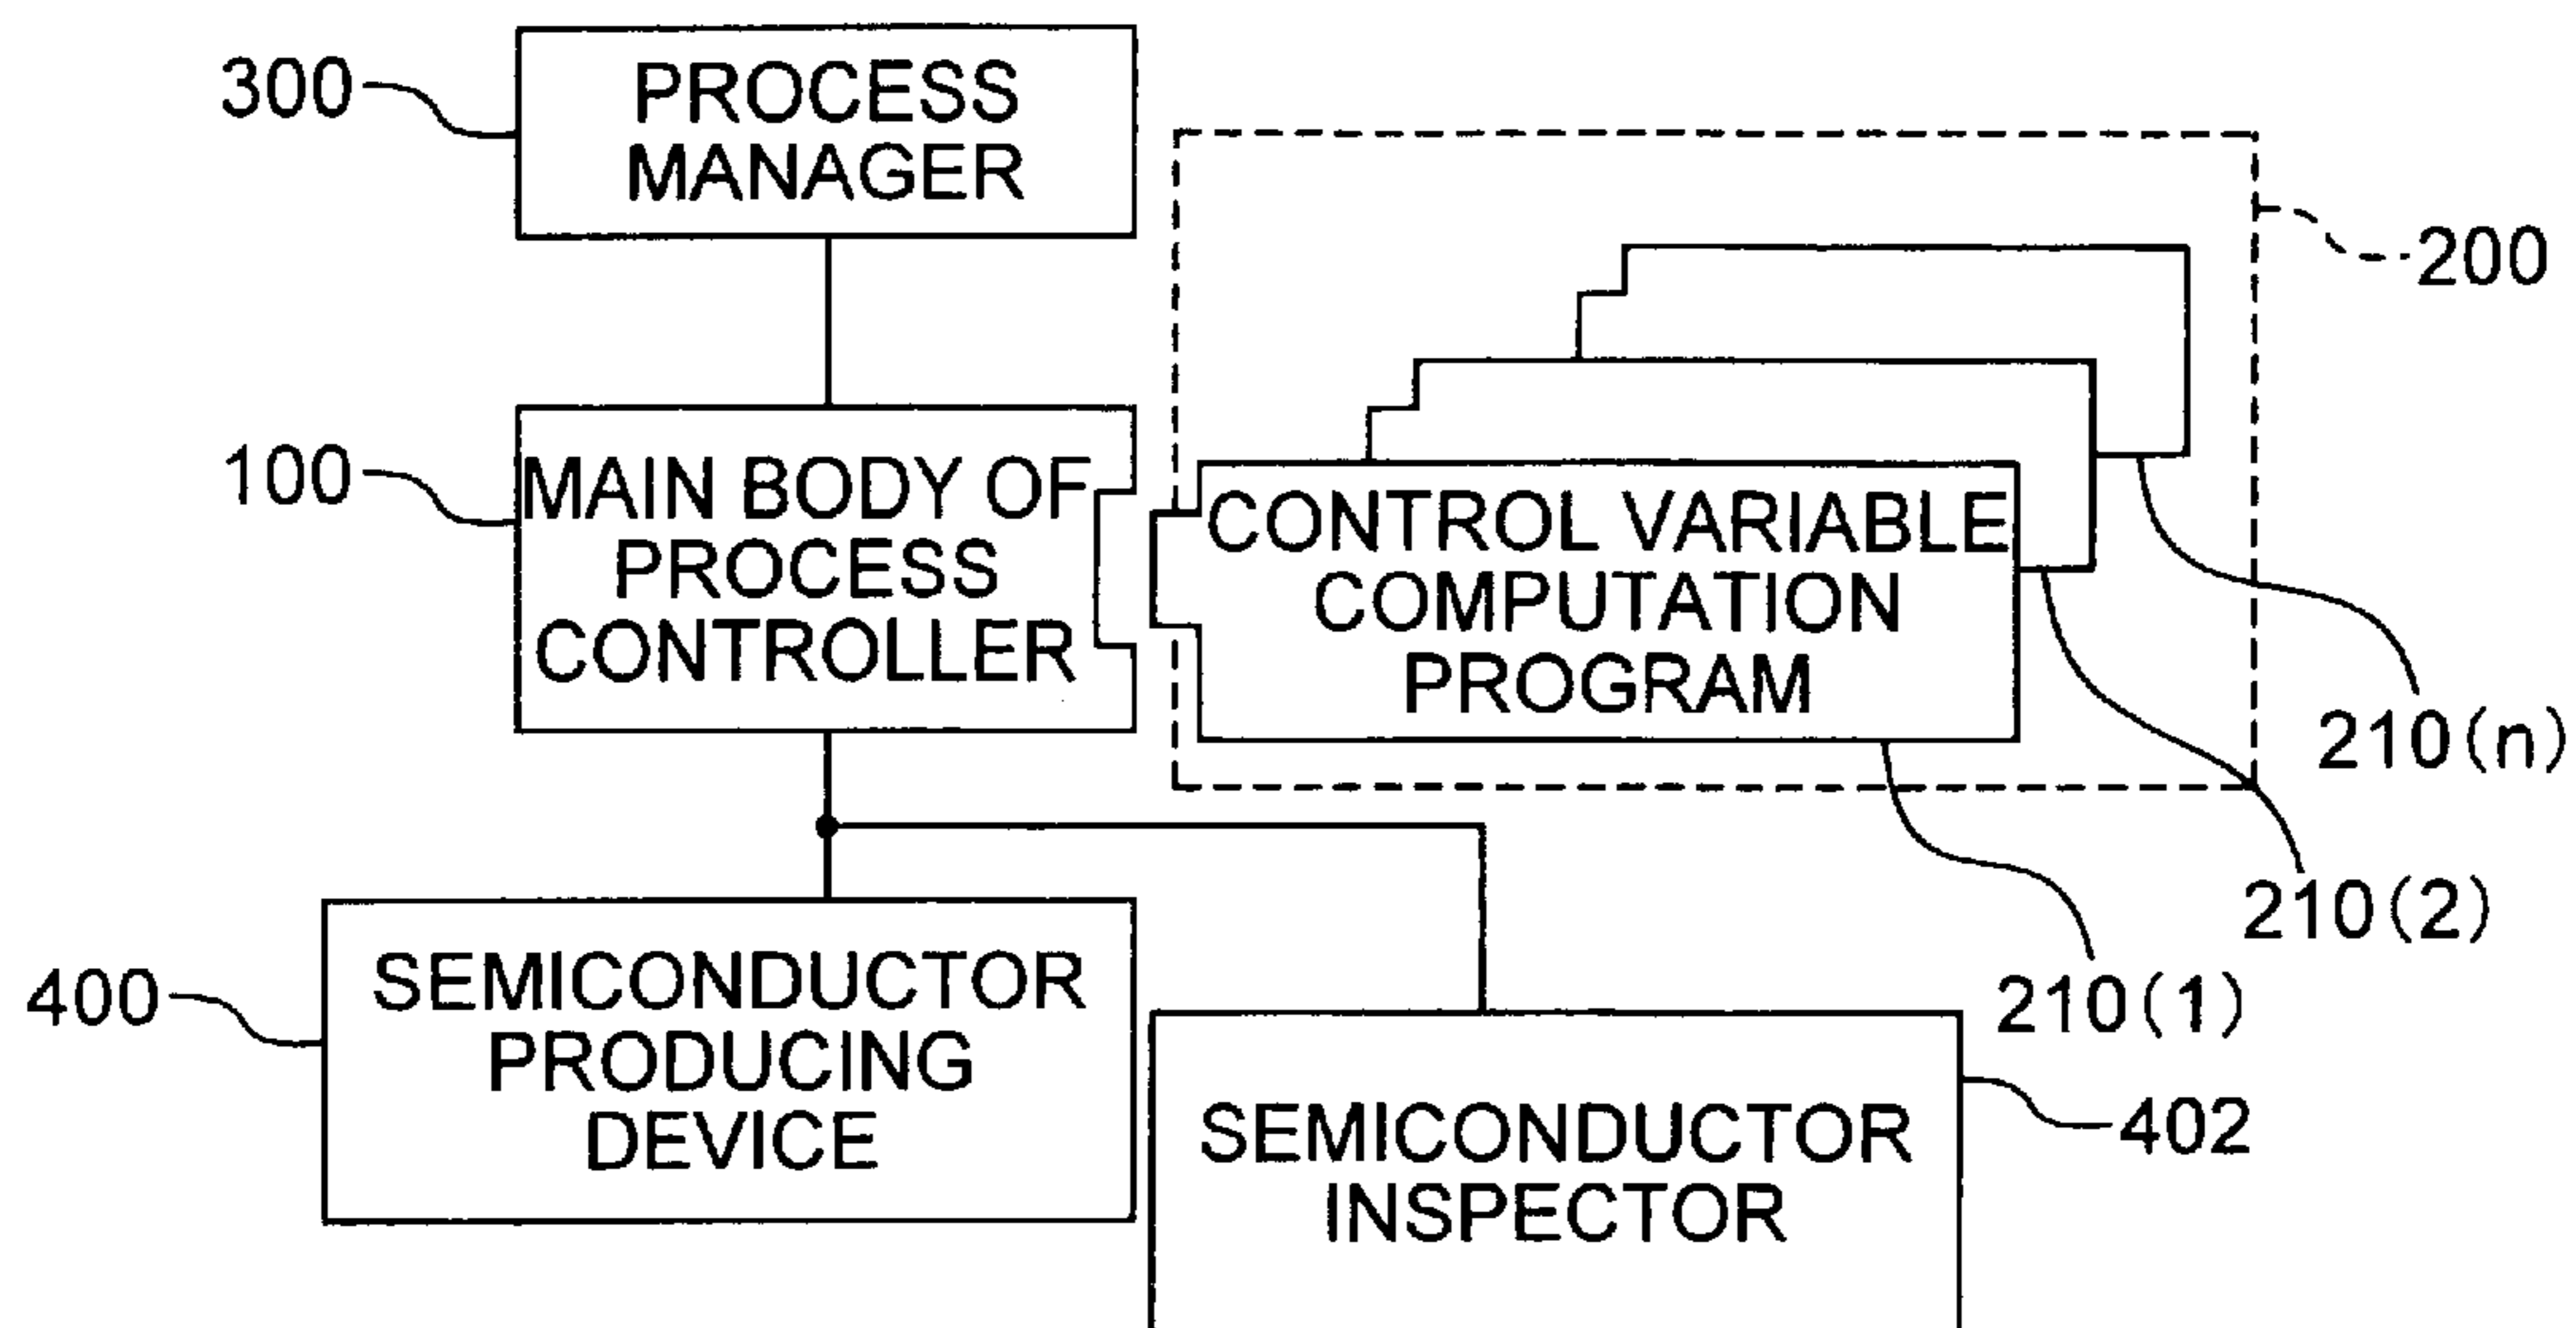 300
PROCESS
MANAGER
200
100
MAIN BODY OF
PROCESS
CONTROLLER
CONTROL VARIABLE
COMPUTATION
PROGRAM
210(n)
210(2)
210(1)
400
SEMICONDUCTOR
PRODUCING
DEVICE
402
SEMICONDUCTOR
INSPECTOR